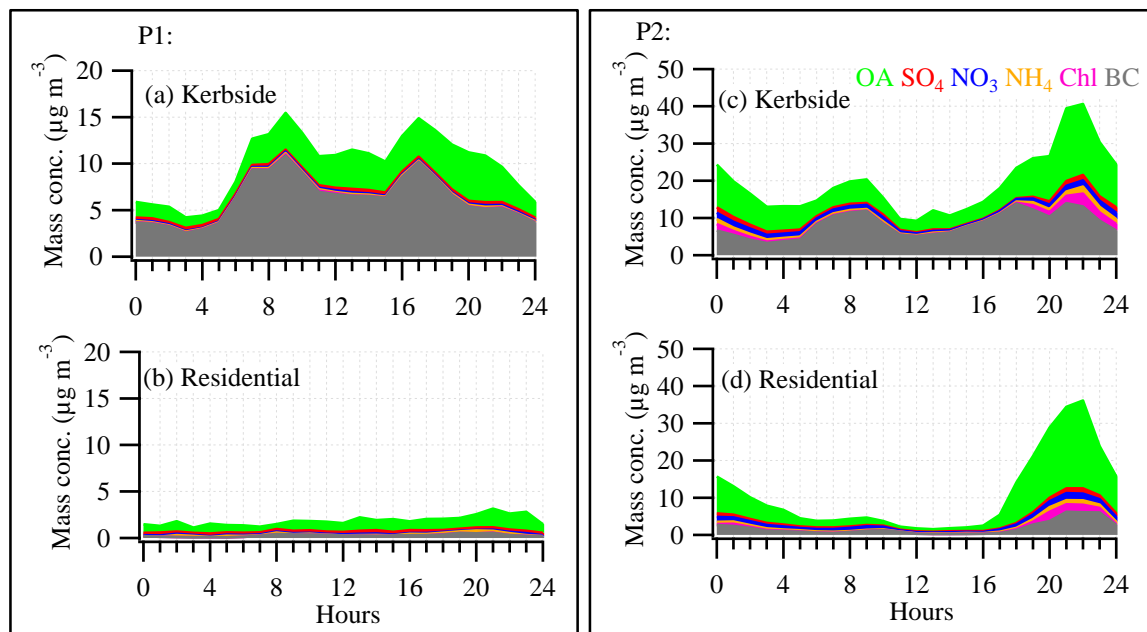 P1:
20
15
10
5
0
Mass conc. (µg m⁻³)
(a) Kerbside
0 4 8 12 16 20 24
20
15
10
5
0
Mass conc. (µg m⁻³)
(b) Residential
0 4 8 12 16 20 24
Hours
P2:
50
40
30
20
10
0
Mass conc. (µg m⁻³)
OA SO₄ NO₃ NH₄ Chl BC
(c) Kerbside
0 4 8 12 16 20 24
50
40
30
20
10
0
Mass conc. (µg m⁻³)
(d) Residential
0 4 8 12 16 20 24
Hours